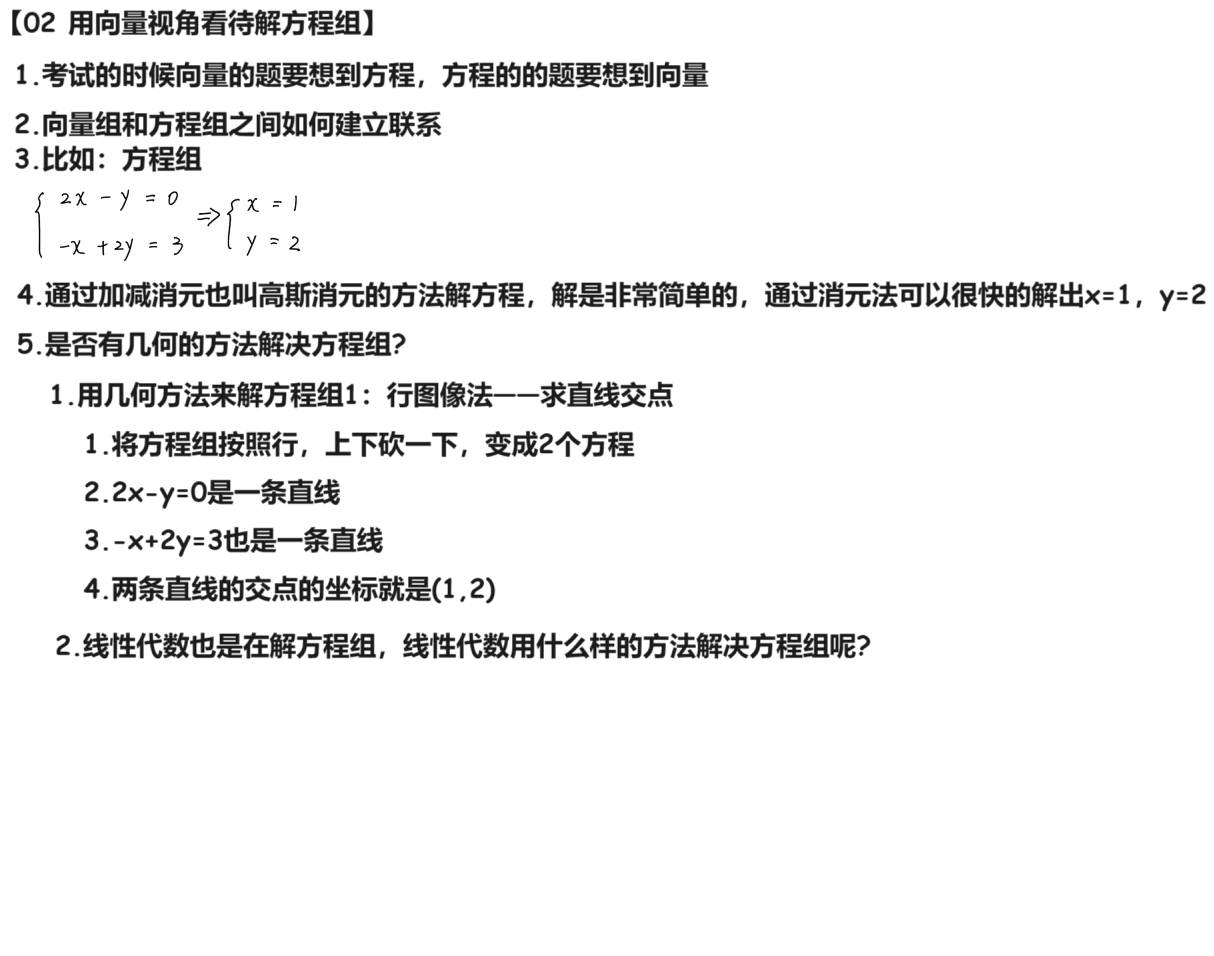 【02 用向量视角看待解方程组】
1.考试的时候向量的题要想到方程，方程的的题要想到向量
2.向量组和方程组之间如何建立联系
3.比如：方程组
2x - y = 0 ⇒ x = 1
-x + 2y = 3 y = 2
4.通过加减消元也叫高斯消元的方法解方程，解是非常简单的，通过消元法可以很快的解出x=1，y=2
5.是否有几何的方法解决方程组?
1.用几何方法来解方程组1：行图像法——求直线交点
1.将方程组按照行，上下砍一下，变成2个方程
2.2x-y=0是一条直线
3.-x+2y=3也是一条直线
4.两条直线的交点的坐标就是(1,2)
2.线性代数也是在解方程组，线性代数用什么样的方法解决方程组呢?